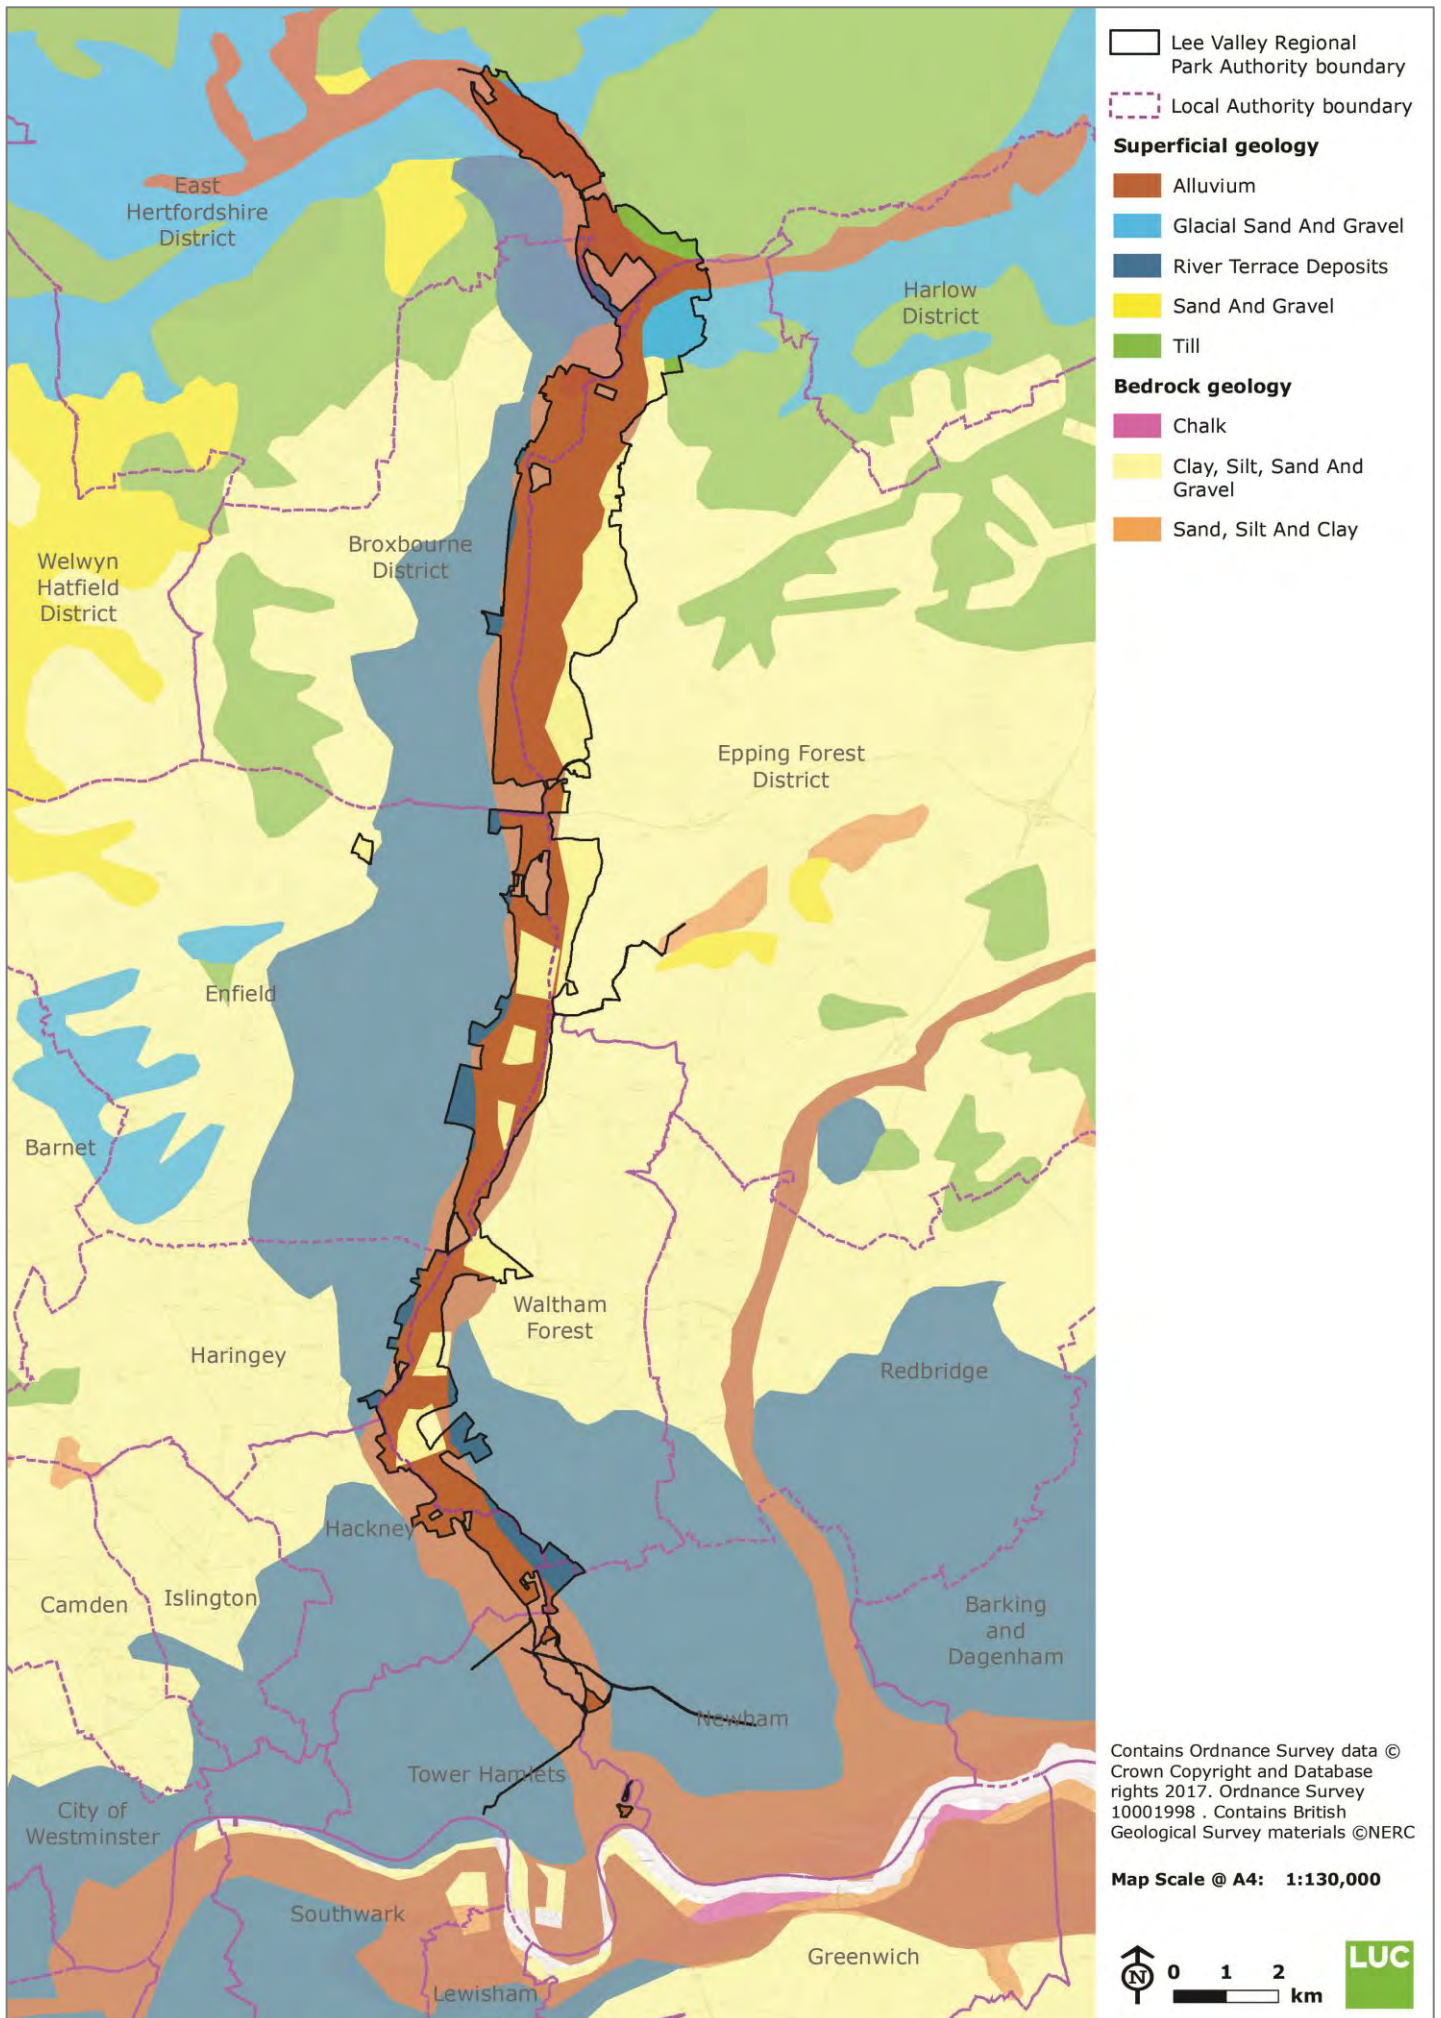 Lee Valley Regional
Park Authority boundary
Local Authority boundary
Superficial geology
Alluvium
Glacial Sand And Gravel
River Terrace Deposits
Sand And Gravel
Till
Bedrock geology
Chalk
Clay, Silt, Sand And
Gravel
Sand, Silt And Clay
East
Hertfordshire
District
Harlow
District
Broxbourne
District
Welwyn
Hatfield
District
Epping Forest
District
Enfield
Barnet
Waltham
Forest
Haringey
Redbridge
Hackney
Camden
Islington
Barking
and
Dagenham
Newham
Tower Hamlets
City of
Westminster
Southwark
Greenwich
Lewisham
Contains Ordnance Survey data ©
Crown Copyright and Database
rights 2017. Ordnance Survey
10001998 . Contains British
Geological Survey materials ©NERC
Map Scale @ A4: 1:130,000
N
0 1 2
km
LUC